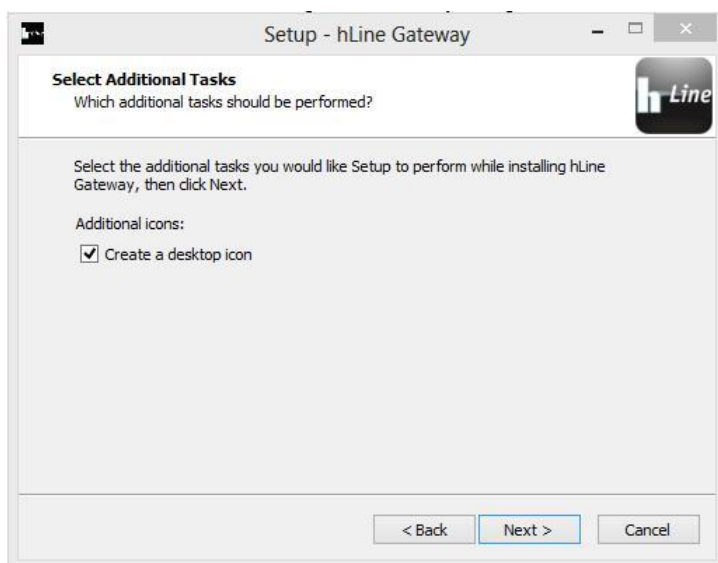 Setup - hLine Gateway
Select Additional Tasks
Which additional tasks should be performed?
h Line
Select the additional tasks you would like Setup to perform while installing hLine
Gateway, then click Next.
Additional icons:
Create a desktop icon
< Back Next > Cancel